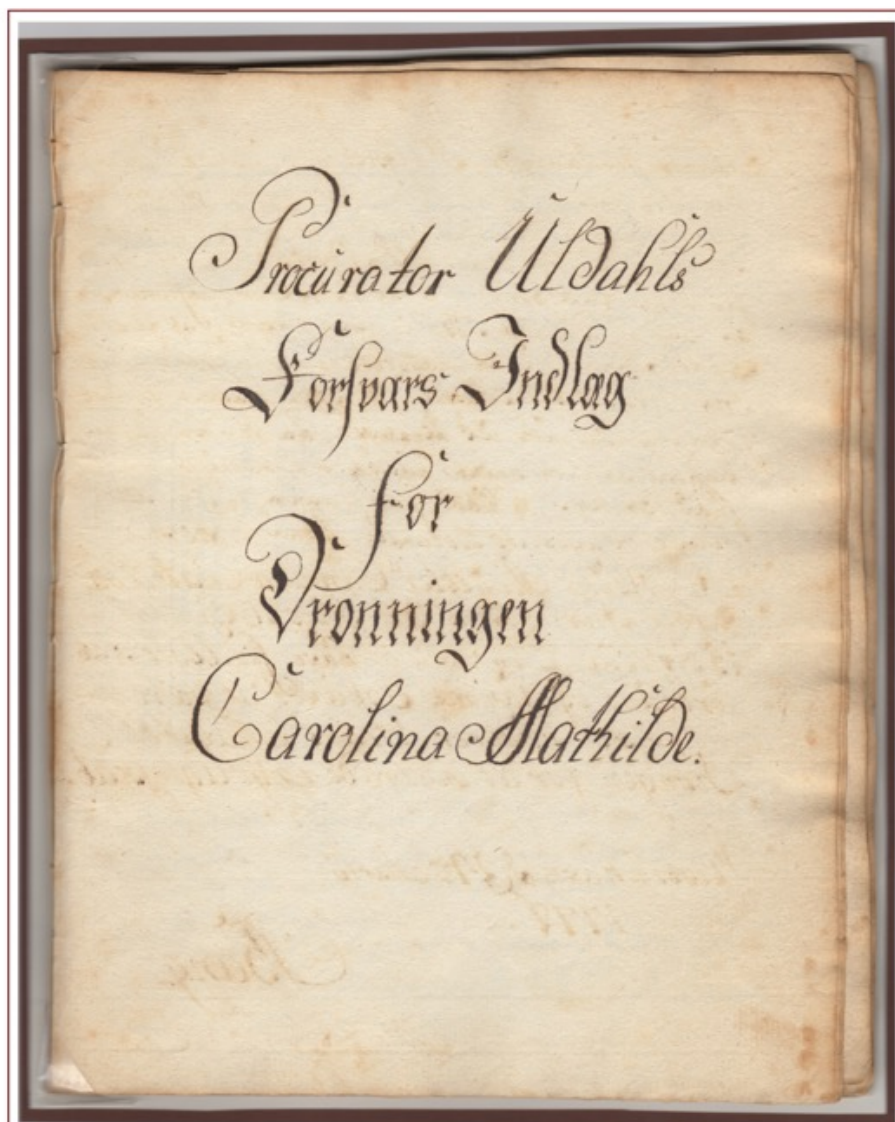 Procurator Uldahls
Forsvars Indlag
for
Dronningen
Carolina Mathilde.